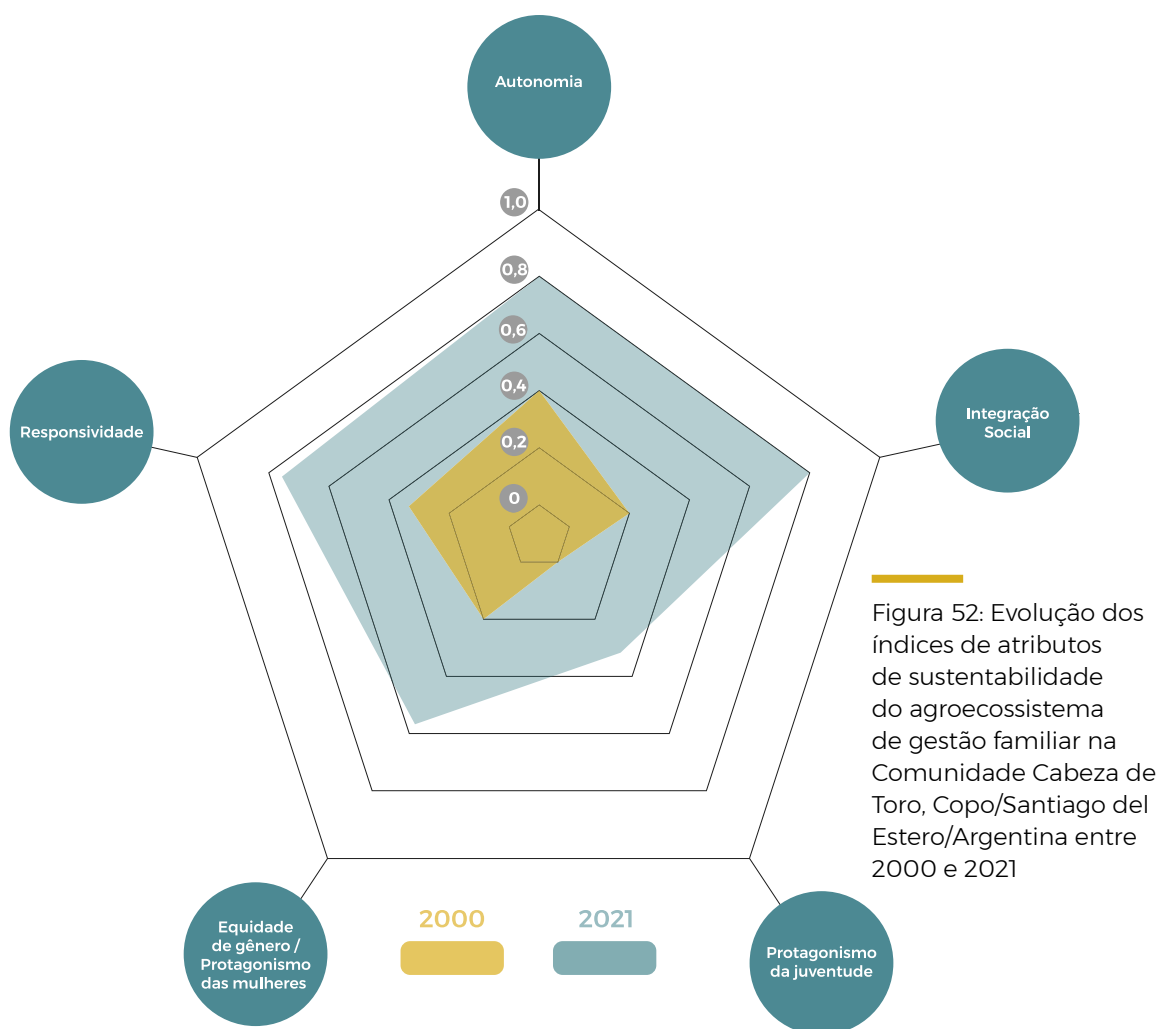 Autonomia
1,0
0,8
0,6
0,4
0,2
0
Responsividade
Integração
Social
Figura 52: Evolução dos
índices de atributos
de sustentabilidade
do agroecossistema
de gestão familiar na
Comunidade Cabeza de
Toro, Copo/Santiago del
Estero/Argentina entre
2000 e 2021
Equidade
de gênero /
Protagonismo
das mulheres
2000
2021
Protagonismo
da juventude